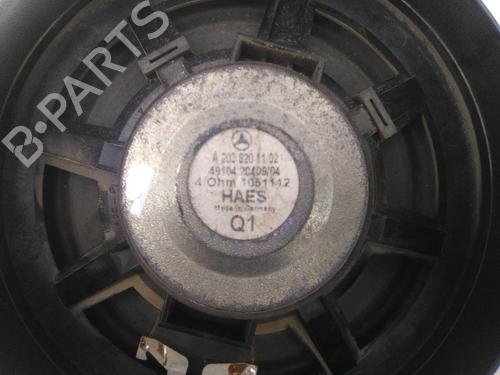 B-PARTS
A 203 820 11 02
49104 20409/04
4 Ohm 1051112
HAES
Made in Germany
Q1